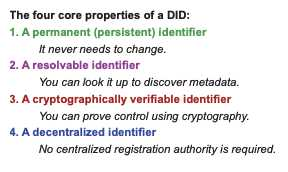 The four core properties of a DID:
1. A permanent (persistent) identifier
It never needs to change.
2. A resolvable identifier
You can look it up to discover metadata.
3. A cryptographically verifiable identifier
You can prove control using cryptography.
4. A decentralized identifier
No centralized registration authority is required.